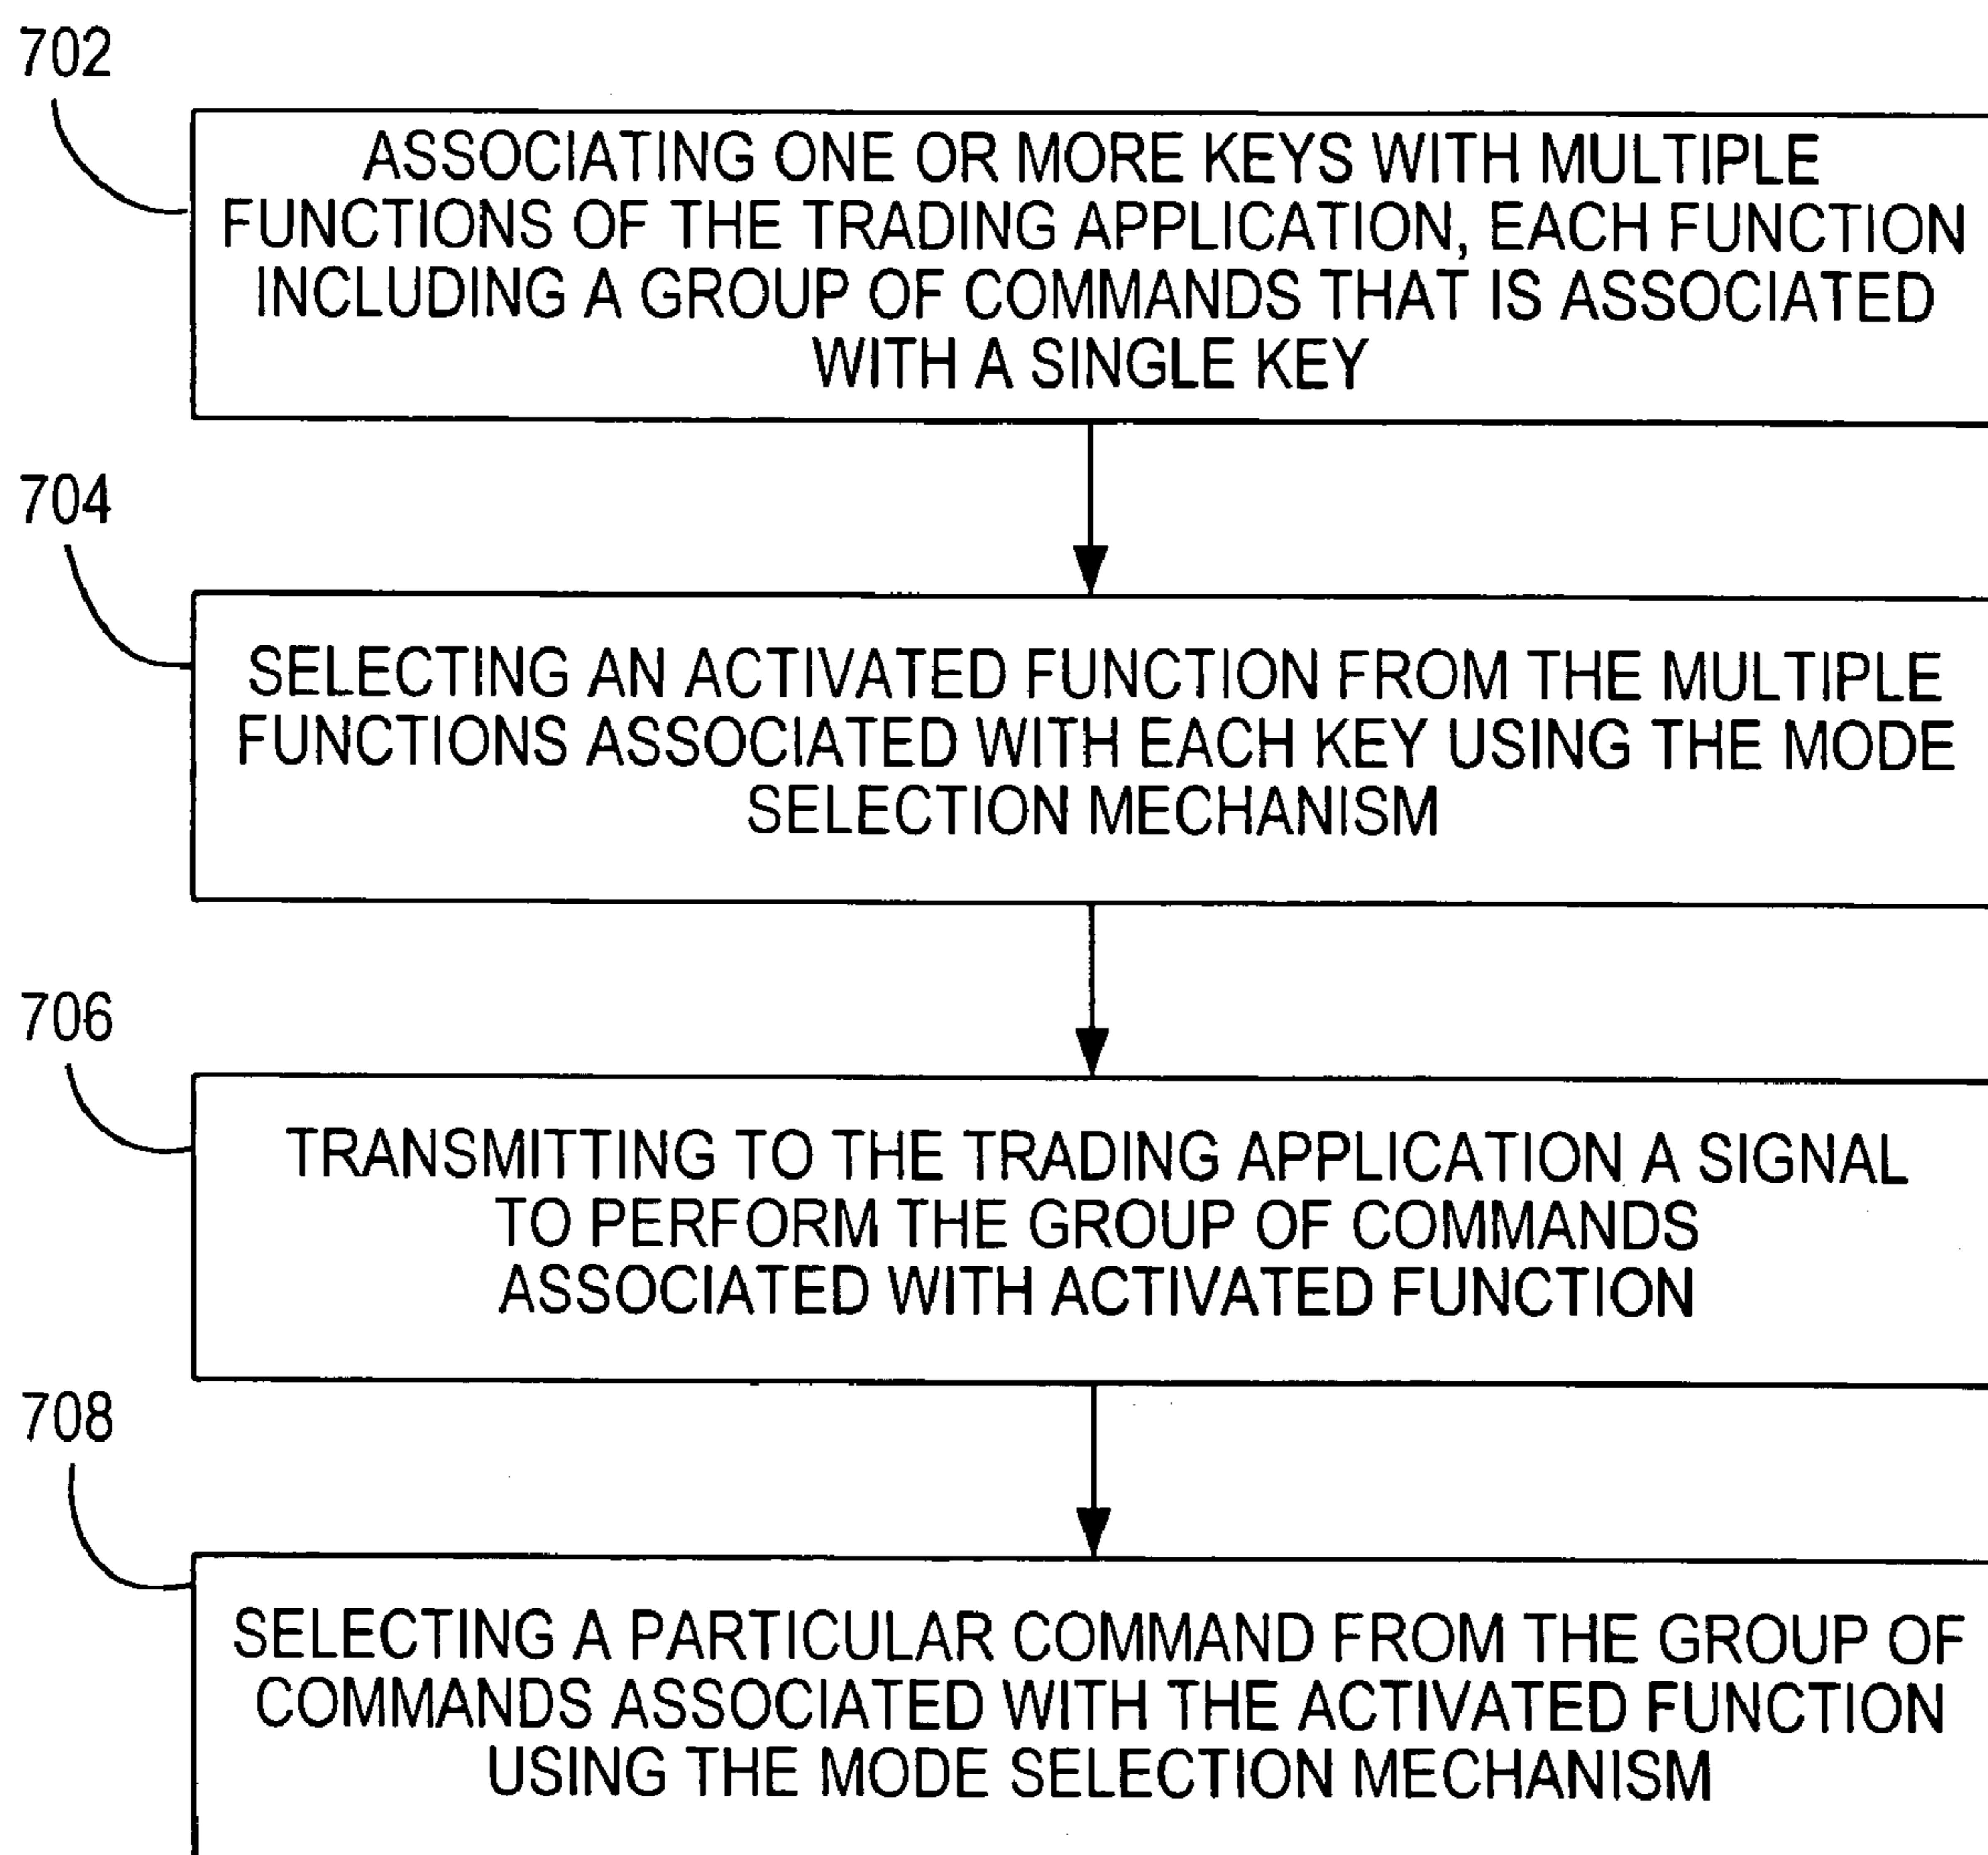 702
ASSOCIATING ONE OR MORE KEYS WITH MULTIPLE
FUNCTIONS OF THE TRADING APPLICATION, EACH FUNCTION
INCLUDING A GROUP OF COMMANDS THAT IS ASSOCIATED
WITH A SINGLE KEY
704
SELECTING AN ACTIVATED FUNCTION FROM THE MULTIPLE
FUNCTIONS ASSOCIATED WITH EACH KEY USING THE MODE
SELECTION MECHANISM
706
TRANSMITTING TO THE TRADING APPLICATION A SIGNAL
TO PERFORM THE GROUP OF COMMANDS
ASSOCIATED WITH ACTIVATED FUNCTION
708
SELECTING A PARTICULAR COMMAND FROM THE GROUP OF
COMMANDS ASSOCIATED WITH THE ACTIVATED FUNCTION
USING THE MODE SELECTION MECHANISM